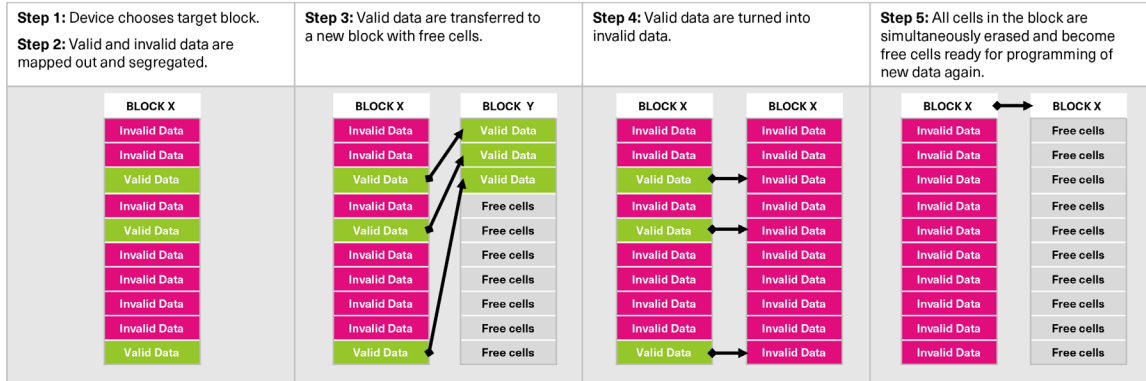 Step 1: Device chooses target block.
Step 2: Valid and invalid data are
mapped out and segregated.
BLOCK X
Invalid Data
Invalid Data
Valid Data
Invalid Data
Valid Data
Invalid Data
Invalid Data
Invalid Data
Invalid Data
Valid Data
Step 3: Valid data are transferred to
a new block with free cells.
BLOCK X
Invalid Data
Invalid Data
Valid Data
Invalid Data
Valid Data
Invalid Data
Invalid Data
Invalid Data
Invalid Data
Valid Data
BLOCK Y
Valid Data
Valid Data
Valid Data
Free cells
Free cells
Free cells
Free cells
Free cells
Free cells
Free cells
Step 4: Valid data are turned into
invalid data.
BLOCK X
Invalid Data
Invalid Data
Valid Data
Invalid Data
Valid Data
Invalid Data
Invalid Data
Invalid Data
Invalid Data
Valid Data
BLOCK X
Invalid Data
Invalid Data
Invalid Data
Invalid Data
Invalid Data
Invalid Data
Invalid Data
Invalid Data
Invalid Data
Invalid Data
Step 5: All cells in the block are
simultaneously erased and become
free cells ready for programming of
new data again.
BLOCK X
Invalid Data
Invalid Data
Invalid Data
Invalid Data
Invalid Data
Invalid Data
Invalid Data
Invalid Data
Invalid Data
Invalid Data
BLOCK X
Free cells
Free cells
Free cells
Free cells
Free cells
Free cells
Free cells
Free cells
Free cells
Free cells